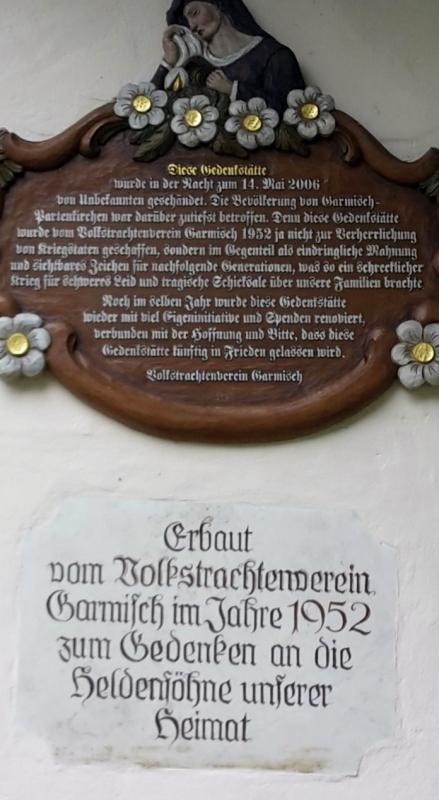 Diese Gedenkstätte
wurde in der Nacht zum 14. Mai 2006
von Unbekannten geschändet. Die Bevölkerung von Garmisch-
Partenkirchen war darüber zutiefst betroffen. Denn diese Gedenkstätte
wurde vom Volkstrachtenverein Garmisch 1952 ja nicht zur Verherrlichung
von Kriegstaten geschaffen, sondern im Gegenteil als eindringliche Mahnung
und sichtbares Zeichen für nachfolgende Generationen, was so ein schrecklicher
Krieg für schweres Leid und tragische Schicksale über unsere Familien brachte.
Noch im selben Jahr wurde diese Gedenkstätte
wieder mit viel Eigeninitiative und Spenden renoviert,
verbunden mit der Hoffnung und Bitte, dass diese
Gedenkstätte künftig in Frieden gelassen wird.
Volkstrachtenverein Garmisch
Erbaut
vom Volkstrachtenverein
Garmiſch im Jahre 1952
zum Gedenken an die
Heldenſöhne unſerer
Heimat